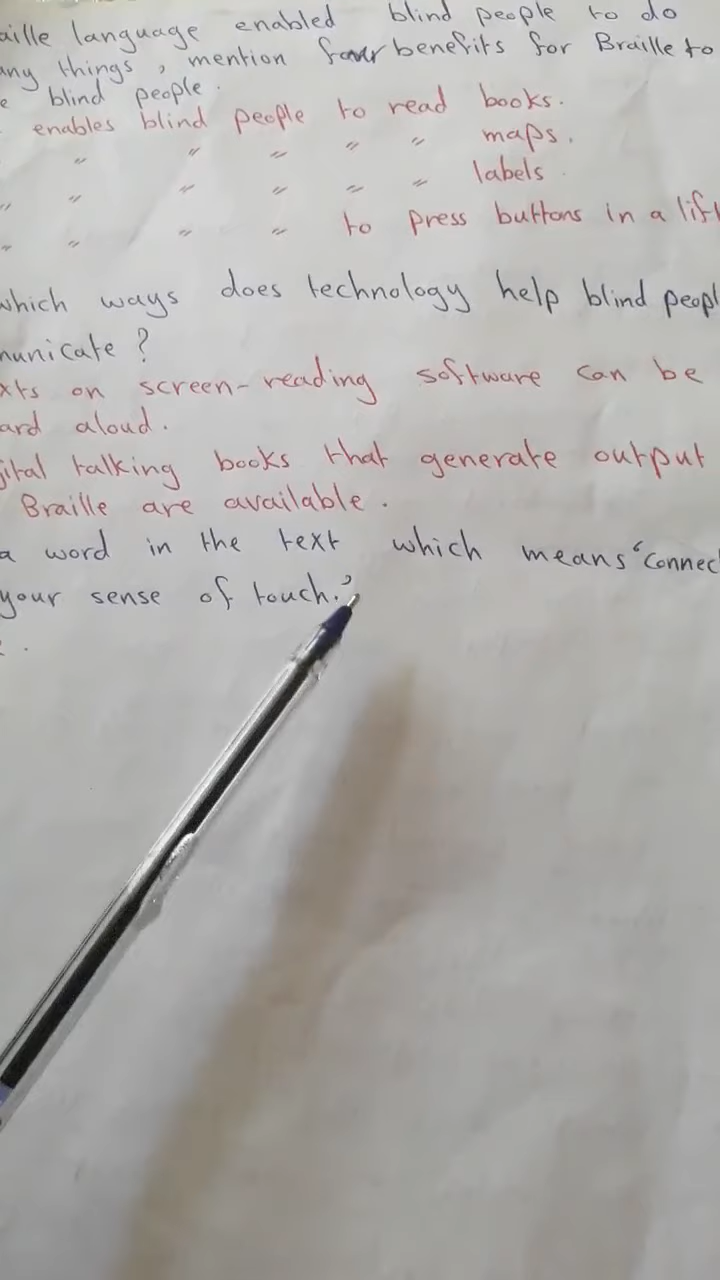 aille language enabled blind people to do
any things, mention four benefits for Braille to
e blind people.
enables blind people to read books.
〃 〃 〃 〃 〃 maps.
〃 〃 〃 〃 〃 〃 labels.
〃 〃 〃 〃 to press buttons in a lift
which ways does technology help blind peopl
municate ?
xts on screen-reading software can be
ard aloud.
gital talking books that generate output
Braille are available.
a word in the text which means 'Connec
your sense of touch.'